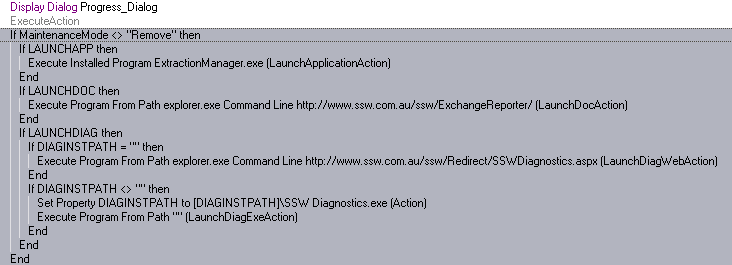 Display Dialog Progress_Dialog
ExecuteAction
If MaintenanceMode <> "Remove" then
If LAUNCHAPP then
Execute Installed Program ExtractionManager.exe (LaunchApplicationAction)
End
If LAUNCHDOC then
Execute Program From Path explorer.exe Command Line http://www.ssw.com.au/ssw/ExchangeReporter/ (LaunchDocAction)
End
If LAUNCHDIAG then
If DIAGINSTPATH = "" then
Execute Program From Path explorer.exe Command Line http://www.ssw.com.au/ssw/Redirect/SSWDiagnostics.aspx (LaunchDiagWebAction)
End
If DIAGINSTPATH <> "" then
Set Property DIAGINSTPATH to [DIAGINSTPATH]\SSW Diagnostics.exe (Action)
Execute Program From Path "" (LaunchDiagExeAction)
End
End
End